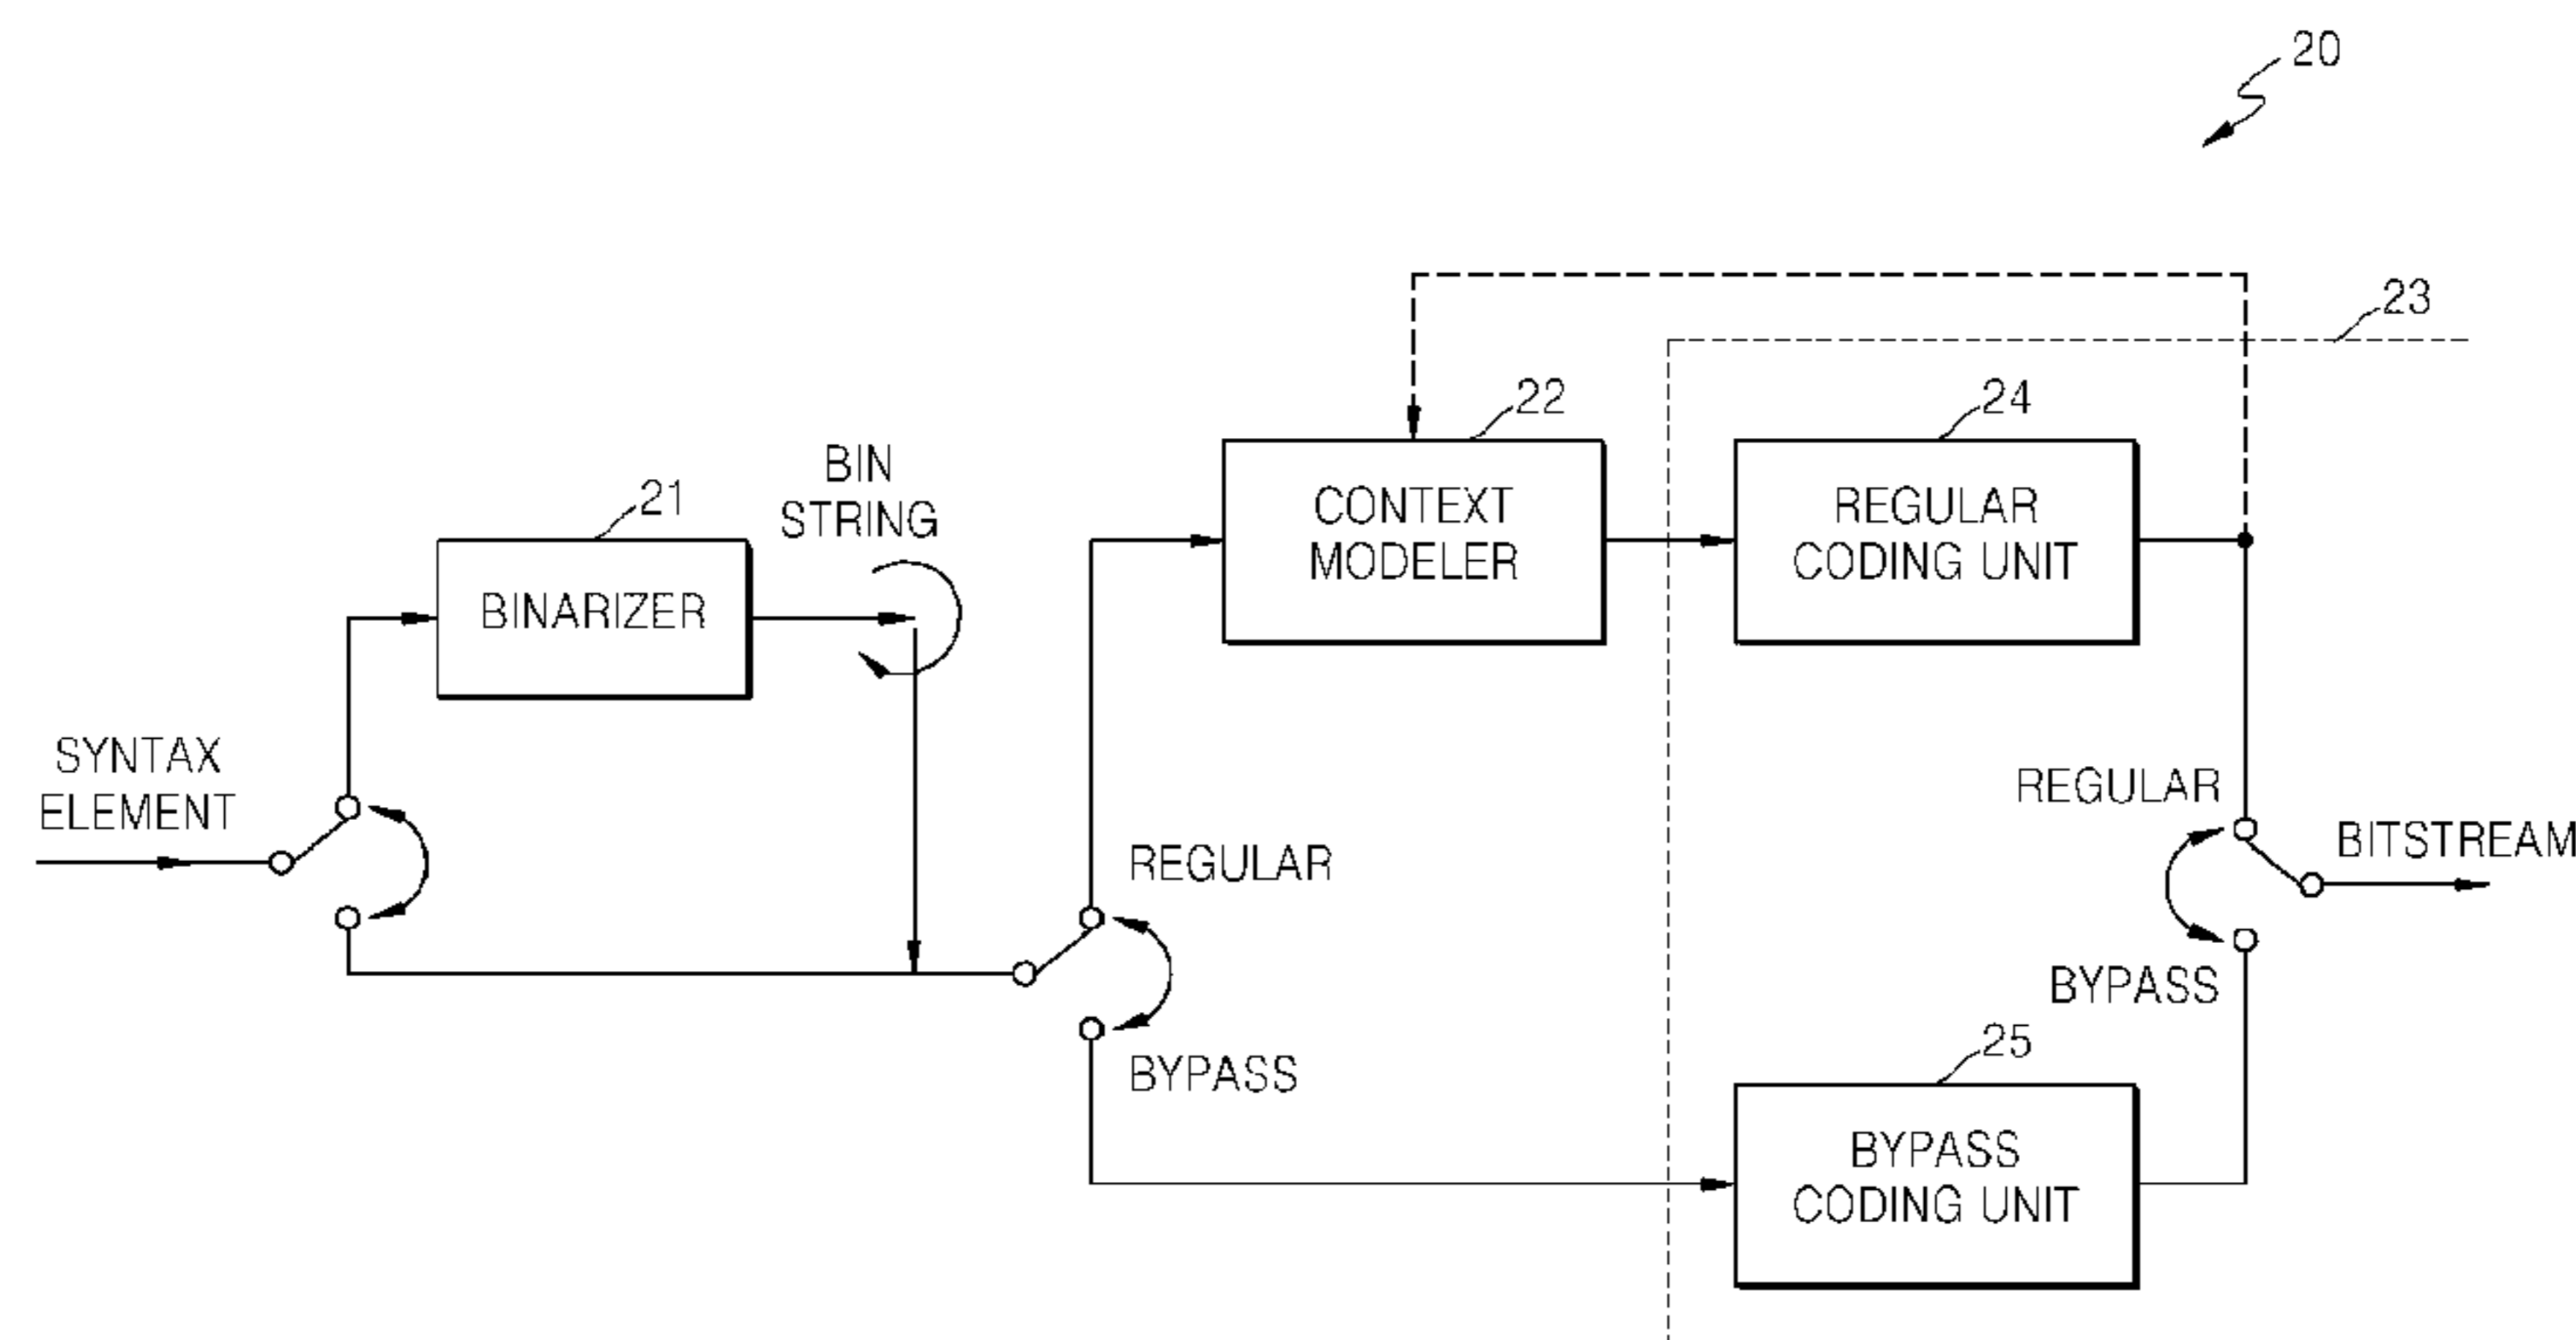 20
23
22
24
BIN
STRING
21
CONTEXT
MODELER
REGULAR
CODING UNIT
BINARIZER
SYNTAX
ELEMENT
REGULAR
REGULAR
BITSTREAM
BYPASS
BYPASS
25
BYPASS
CODING UNIT